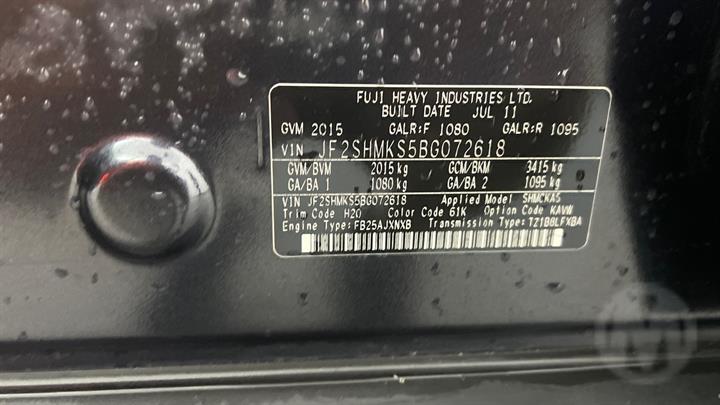 FUJI HEAVY INDUSTRIES LTD.
BUILT DATE JUL 11
GVM 2015 GALR:F 1080 GALR:R 1095
VIN JF2SHMKS5BG072618
GVM/BVM 2015 kg GCM/BKM 3415 kg
GA/BA 1 1080 kg GA/BA 2 1095 kg
VIN JF2SHMKS5BG072618 Applied Model SHMCKAS
Trim Code H20 Color Code 61K Option Code KAVW
Engine Type: FB25AJXNXB Transmission Type: TZ1B8LFXBA
M